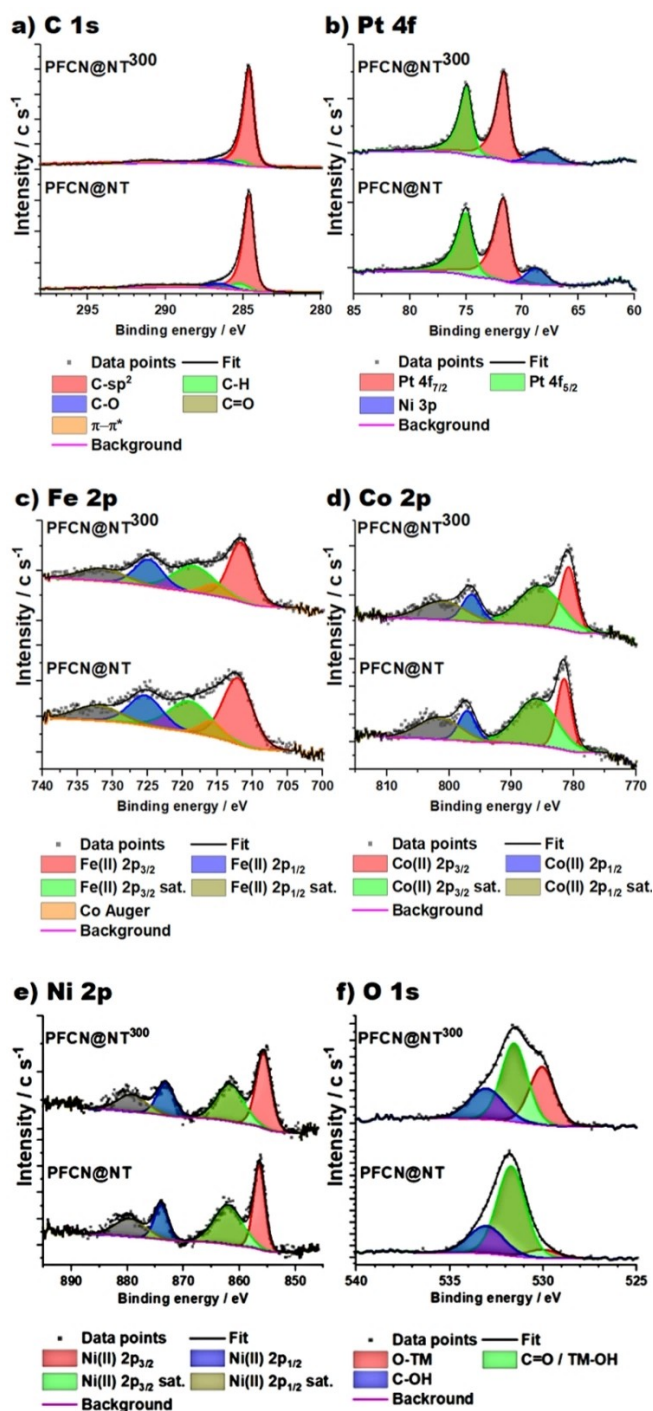 a) C 1s
PFCN@NT300
PFCN@NT
Intensity / c s-1
295 290 285 280
Binding energy / eV
Data points Fit
C-sp2 C-H
C-O C=O
π–π*
Background
b) Pt 4f
PFCN@NT300
PFCN@NT
Intensity / c s-1
85 80 75 70 65 60
Binding energy / eV
Data points Fit
Pt 4f7/2 Pt 4f5/2
Ni 3p
Background
c) Fe 2p
PFCN@NT300
PFCN@NT
Intensity / c s-1
740 735 730 725 720 715 710 705 700
Binding energy / eV
Data points Fit
Fe(II) 2p3/2 Fe(II) 2p1/2
Fe(II) 2p3/2 sat. Fe(II) 2p1/2 sat.
Co Auger
Background
d) Co 2p
PFCN@NT300
PFCN@NT
Intensity / c s-1
810 800 790 780 770
Binding energy / eV
Data points Fit
Co(II) 2p3/2 Co(II) 2p1/2
Co(II) 2p3/2 sat. Co(II) 2p1/2 sat.
Background
e) Ni 2p
PFCN@NT300
PFCN@NT
Intensity / c s-1
890 880 870 860 850
Binding energy / eV
Data points Fit
Ni(II) 2p3/2 Ni(II) 2p1/2
Ni(II) 2p3/2 sat. Ni(II) 2p1/2 sat.
Background
f) O 1s
PFCN@NT300
PFCN@NT
Intensity / c s-1
540 535 530 525
Binding energy / eV
Data points Fit
O-TM C=O / TM-OH
C-OH
Backround